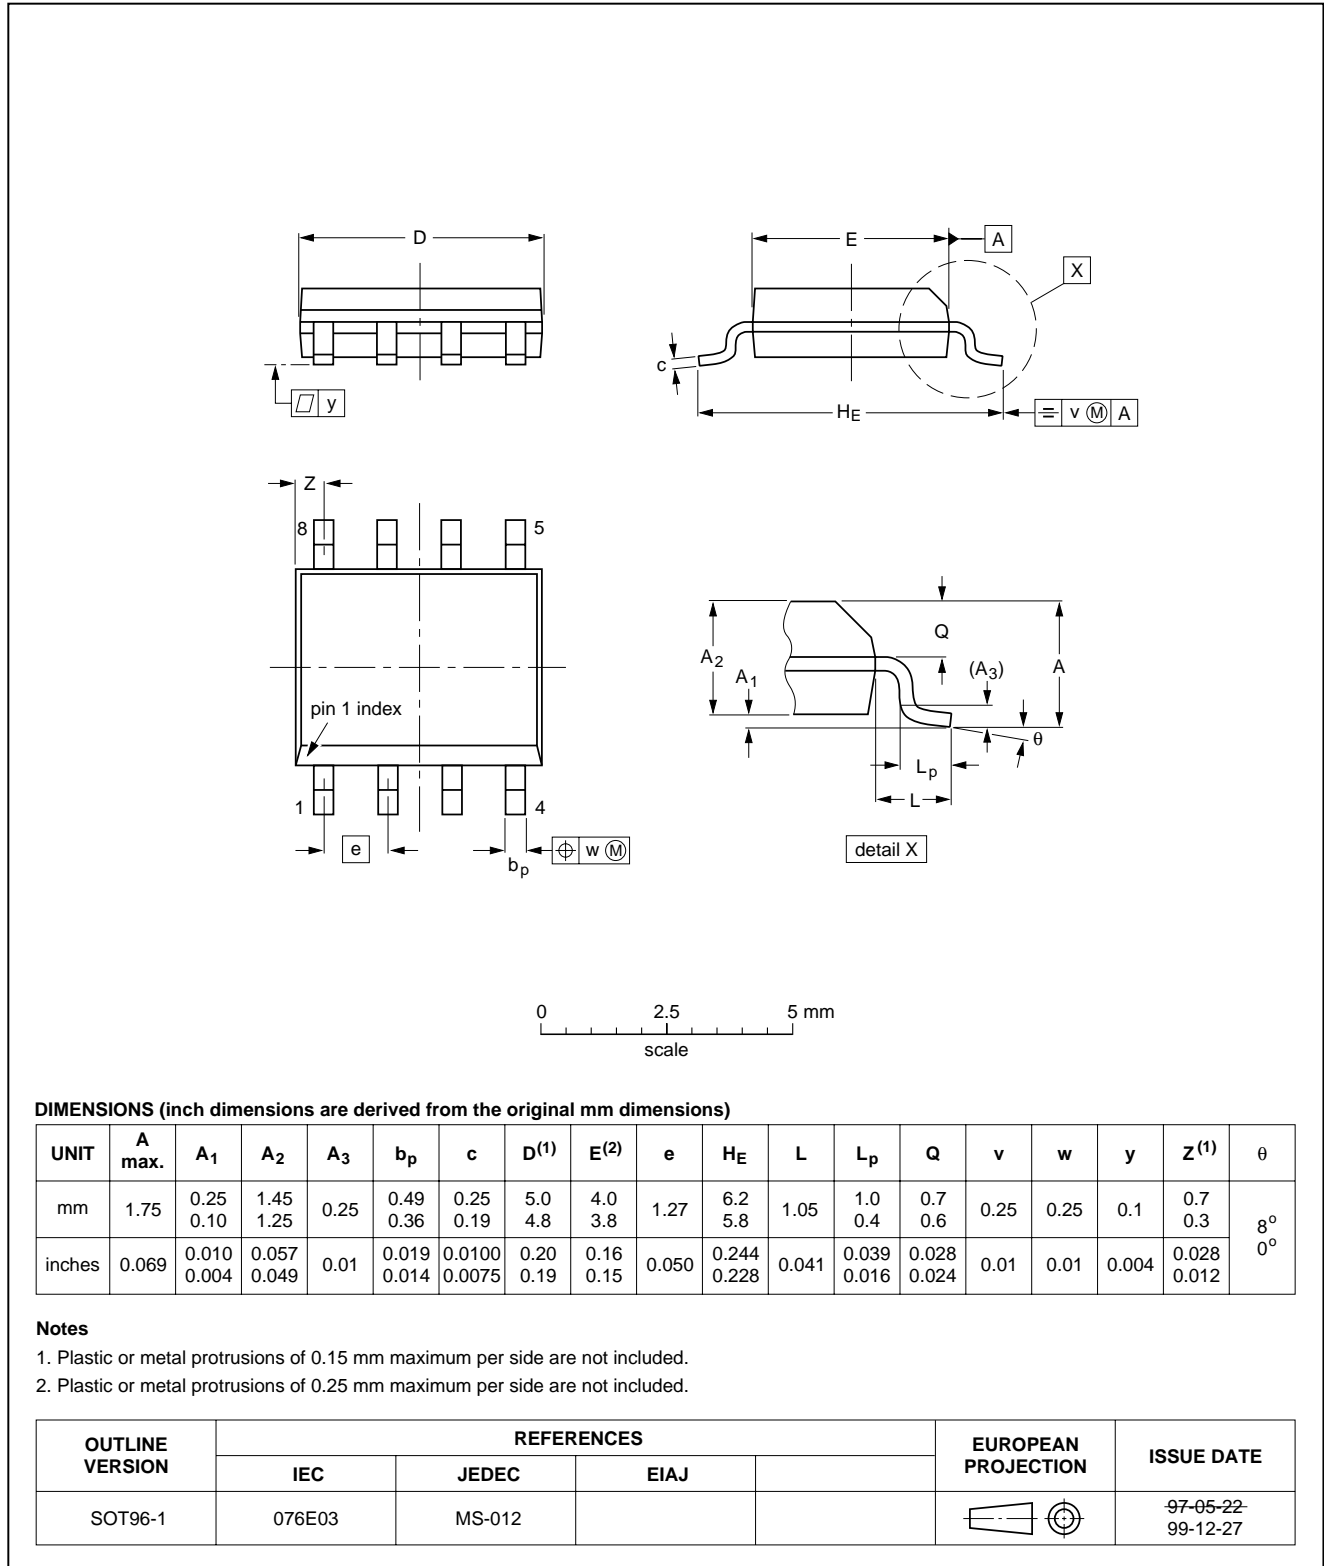 D
E
A
X
c
y
HE
v M A
Z
8
5
pin 1 index
1
4
e
bp
w M
Q
A2
A1
(A3)
A
θ
Lp
L
detail X
0 2.5 5 mm
scale
DIMENSIONS (inch dimensions are derived from the original mm dimensions)
UNIT A max. A1 A2 A3 bp c D(1) E(2) e HE L Lp Q v w y Z(1) θ
mm 1.75 0.25 0.10 1.45 1.25 0.25 0.49 0.36 0.25 0.19 5.0 4.8 4.0 3.8 1.27 6.2 5.8 1.05 1.0 0.4 0.7 0.6 0.25 0.25 0.1 0.7 0.3 8o 0o
inches 0.069 0.010 0.004 0.057 0.049 0.01 0.019 0.014 0.0100 0.0075 0.20 0.19 0.16 0.15 0.050 0.244 0.228 0.041 0.039 0.016 0.028 0.024 0.01 0.01 0.004 0.028 0.012
Notes
1. Plastic or metal protrusions of 0.15 mm maximum per side are not included.
2. Plastic or metal protrusions of 0.25 mm maximum per side are not included.
OUTLINE VERSION REFERENCES EUROPEAN PROJECTION ISSUE DATE
IEC JEDEC EIAJ
SOT96-1 076E03 MS-012 97-05-22
99-12-27